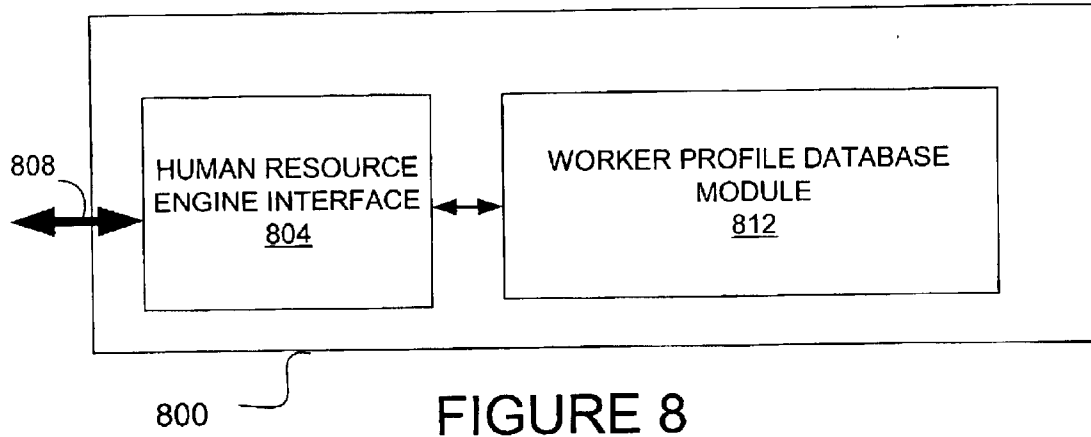 808
HUMAN RESOURCE
ENGINE INTERFACE
804
WORKER PROFILE DATABASE
MODULE
812
800
FIGURE 8